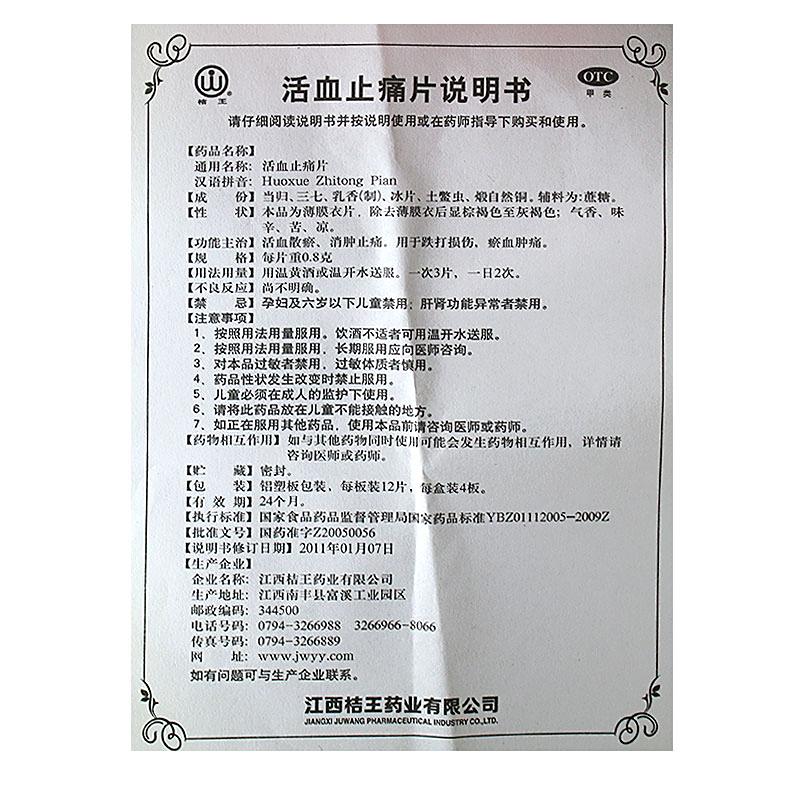 桔王
活血止痛片说明书
OTC
甲类
请仔细阅读说明书并按说明使用或在药师指导下购买和使用。
【药品名称】
通用名称：活血止痛片
汉语拼音：Huoxue Zhitong Pian
【成 份】当归、三七、乳香(制)、冰片、土鳖虫、煅自然铜。辅料为:蔗糖。
【性 状】本品为薄膜衣片，除去薄膜衣后显棕褐色至灰褐色；气香、味
辛、苦、凉。
【功能主治】活血散瘀、消肿止痛。用于跌打损伤、瘀血肿痛。
【规 格】每片重0.8克
【用法用量】用温黄酒或温开水送服。一次3片，一日2次。
【不良反应】尚不明确。
【禁 忌】孕妇及六岁以下儿童禁用；肝肾功能异常者禁用。
【注意事项】
1、按照用法用量服用。饮酒不适者可用温开水送服。
2、按照用法用量服用，长期服用应向医师咨询。
3、对本品过敏者禁用，过敏体质者慎用。
4、药品性状发生改变时禁止服用。
5、儿童必须在成人的监护下使用。
6、请将此药品放在儿童不能接触的地方。
7、如正在服用其他药品，使用本品前请咨询医师或药师。
【药物相互作用】如与其他药物同时使用可能会发生药物相互作用，详情请
咨询医师或药师。
【贮 藏】密封。
【包 装】铝塑板包装，每板装12片，每盒装4板。
【有 效 期】24个月。
【执行标准】国家食品药品监督管理局国家药品标准YBZ01112005-2009Z
【批准文号】国药准字Z20050056
【说明书修订日期】2011年01月07日
【生产企业】
企业名称：江西桔王药业有限公司
生产地址：江西南丰县富溪工业园区
邮政编码：344500
电话号码：0794-3266988 3266966-8066
传真号码：0794-3266889
网 址：www.jwyy.com
如有问题可与生产企业联系。
江西桔王药业有限公司
JIANGXI JUWANG PHARMACEUTICAL INDUSTRY CO.,LTD.